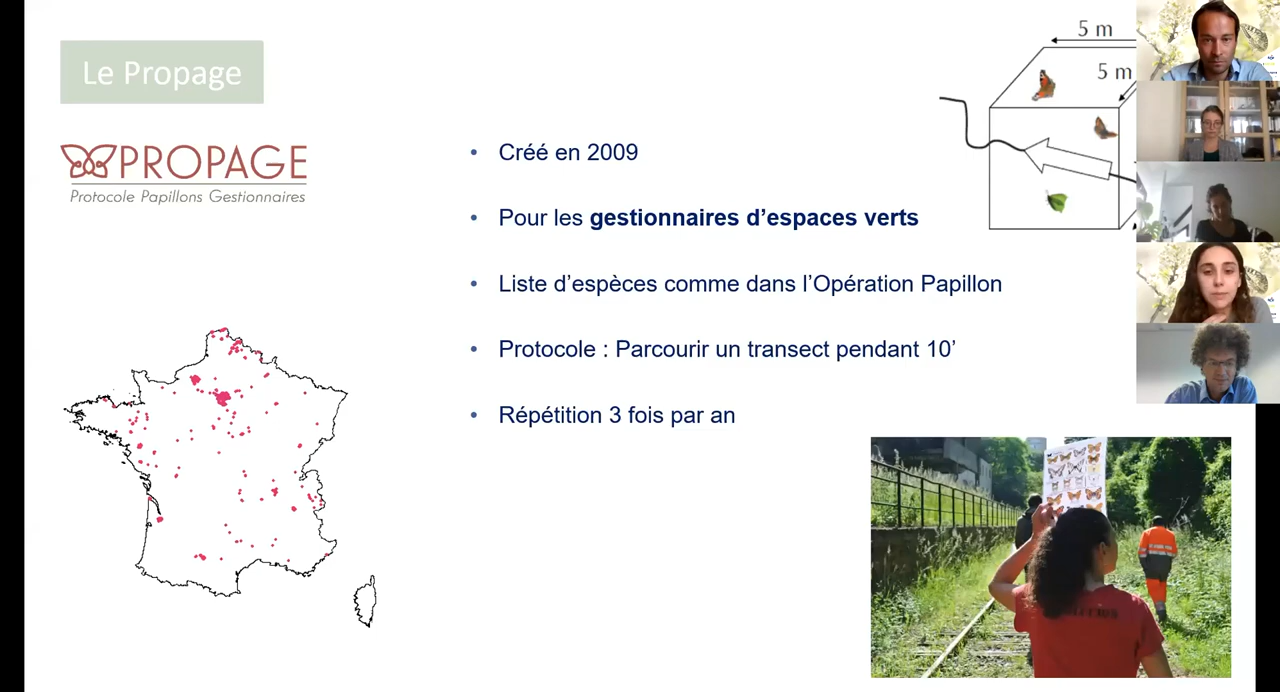 Le Propage
PROPAGE
Protocole Papillons Gestionnaires
5 m
5 m
• Créé en 2009
• Pour les gestionnaires d’espaces verts
• Liste d’espèces comme dans l’Opération Papillon
• Protocole : Parcourir un transect pendant 10’
• Répétition 3 fois par an